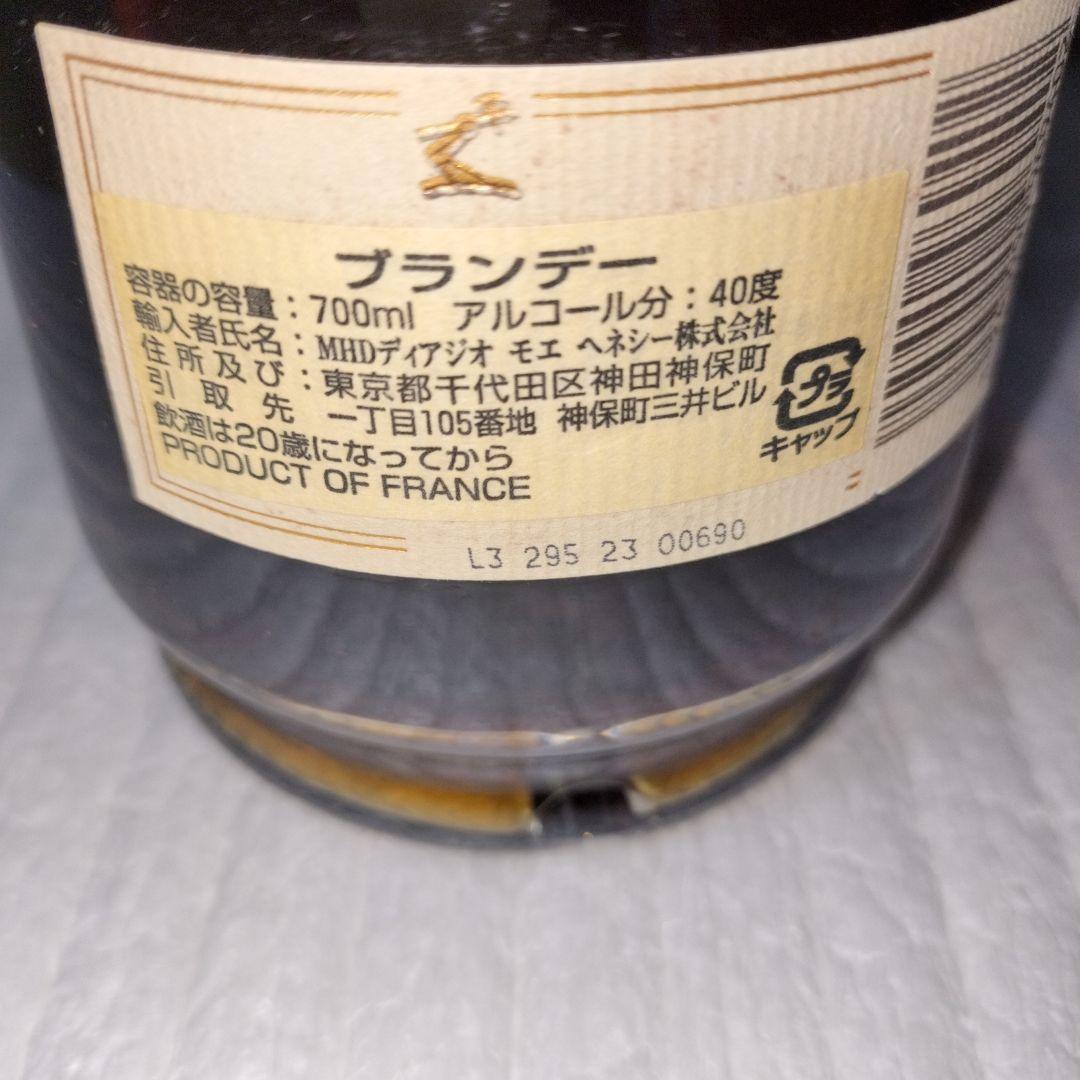 ブランデー
容器の容量：700ml アルコール分：40度
輸入者氏名：MHDディアジオ モエ ヘネシー株式会社
住所及び：東京都千代田区神田神保町
引取先 一丁目105番地 神保町三井ビル
飲酒は20歳になってから
PRODUCT OF FRANCE
プラ
キャップ
L3 295 23 00690